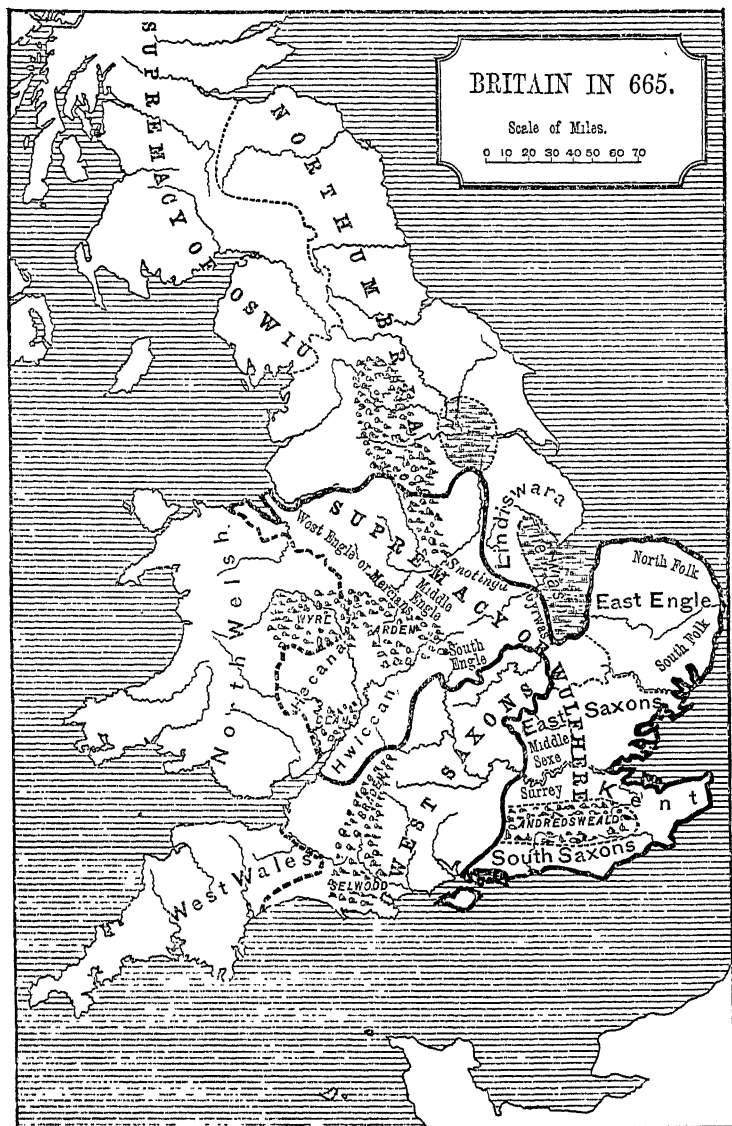 BRITAIN IN 665.
Scale of Miles.
0 10 20 30 40 50 60 70
SUPREMACY OF OSWIU
NORTHUMBRIA
Lindiswara
SUPREMACY OF WULFHERE
West Engle or Mercians
Snotingas
Middle
Engle
North Folk
East Engle
South Folk
North Welsh
WYRE
ARDEN
Hecanas
South
Engle
Hwiccan
East Saxons
Middle
Sexe
WEST SAXONS
Surrey
Kent
ANDREDSWEALD
South Saxons
West Wales
SELWOOD